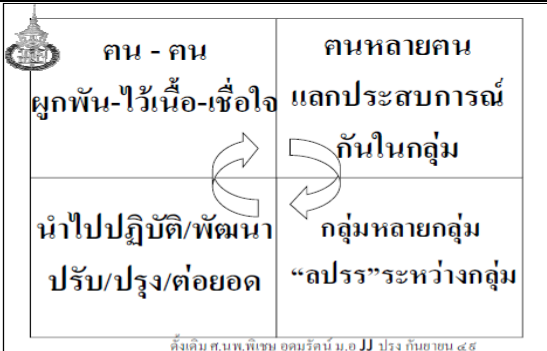 ฅน - ฅน
ผูกพัน-ไว้เนื้อ-เชื่อใจ
ฅนหลายฅน
แลกประสบการณ์
กันในกลุ่ม
นำไปปฏิบัติ/พัฒนา
ปรับ/ปรุง/ต่อยอด
กลุ่มหลายกลุ่ม
“ลปรร”ระหว่างกลุ่ม
ดั้งเดิม ศ.นพ.พิเชษ อุดมรัตน์ ม.อ JJ ปรุง กันยายน ๔๙